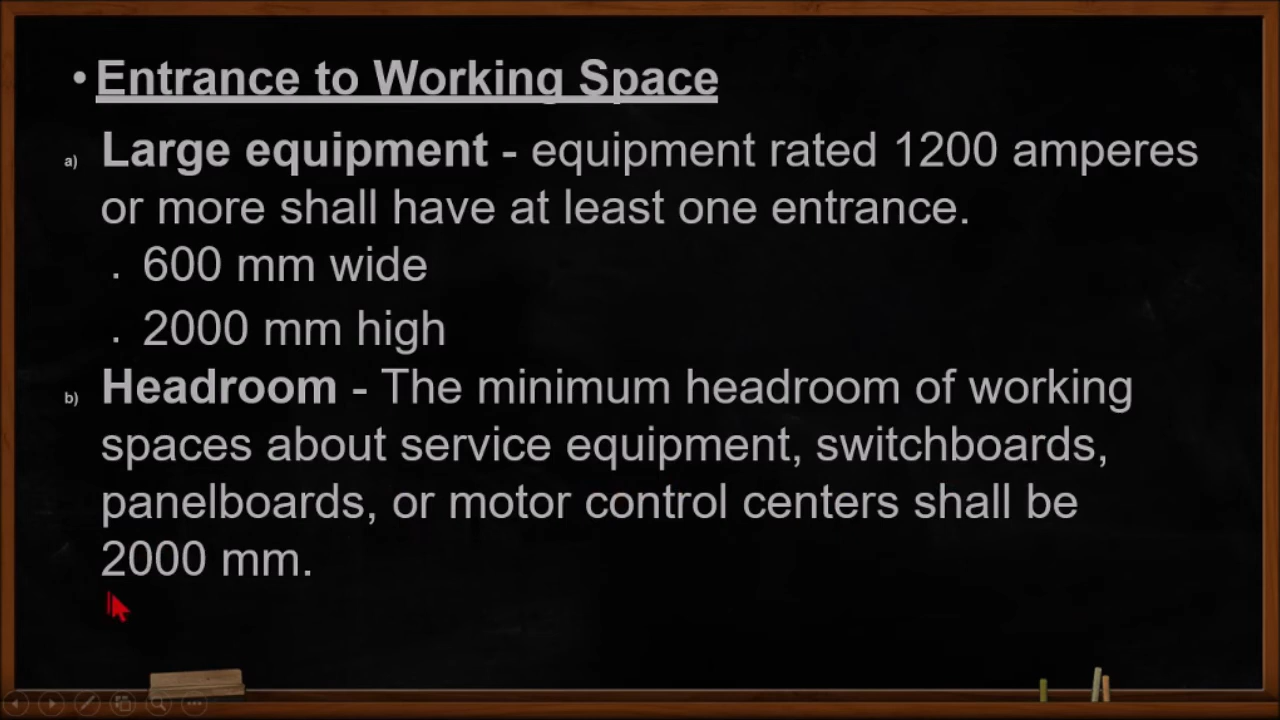 • Entrance to Working Space
a) Large equipment - equipment rated 1200 amperes
or more shall have at least one entrance.
. 600 mm wide
. 2000 mm high
b) Headroom - The minimum headroom of working
spaces about service equipment, switchboards,
panelboards, or motor control centers shall be
2000 mm.